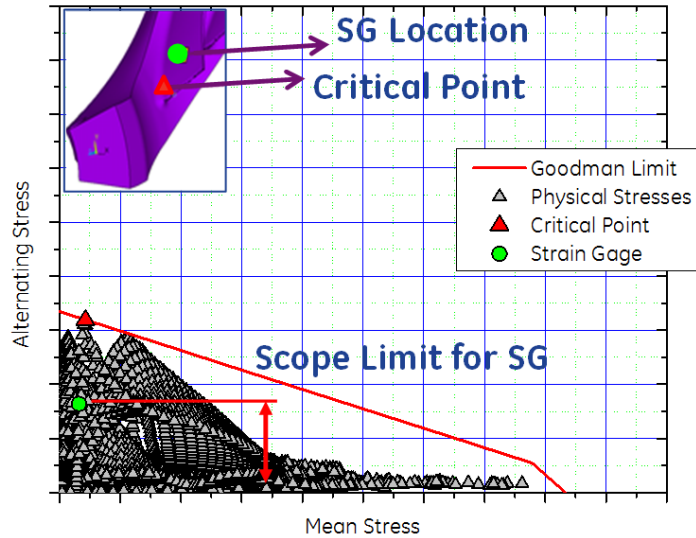 SG Location
Critical Point
Goodman Limit
Physical Stresses
Critical Point
Strain Gage
Alternating Stress
Scope Limit for SG
Mean Stress